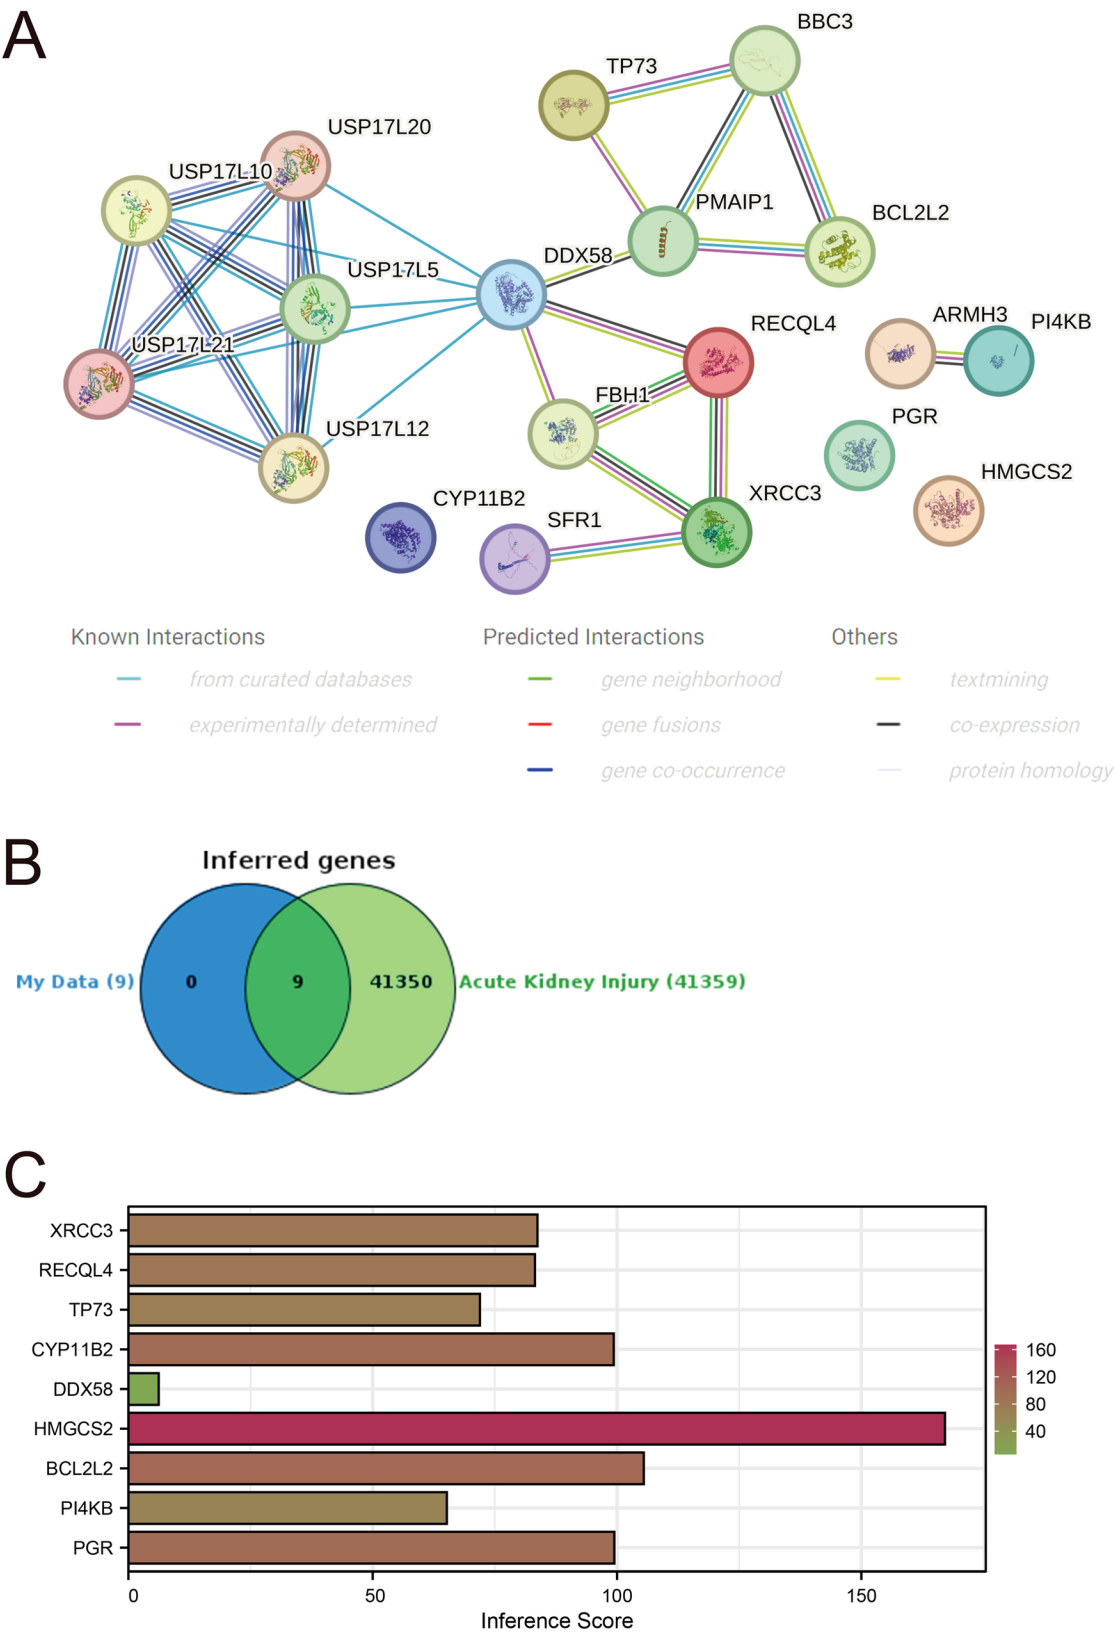 A
BBC3
TP73
USP17L20
USP17L10
PMAIP1
BCL2L2
DDX58
USP17L5
RECQL4
ARMH3
PI4KB
USP17L21
FBH1
PGR
USP17L12
HMGCS2
CYP11B2
XRCC3
SFR1
Known Interactions
Predicted Interactions
Others
from curated databases
gene neighborhood
textmining
experimentally determined
gene fusions
co-expression
gene co-occurrence
protein homology
B
Inferred genes
My Data (9)
0
9
41350
Acute Kidney Injury (41359)
C
XRCC3
RECQL4
TP73
CYP11B2
DDX58
HMGCS2
BCL2L2
PI4KB
PGR
160
120
80
40
0
50
100
150
Inference Score